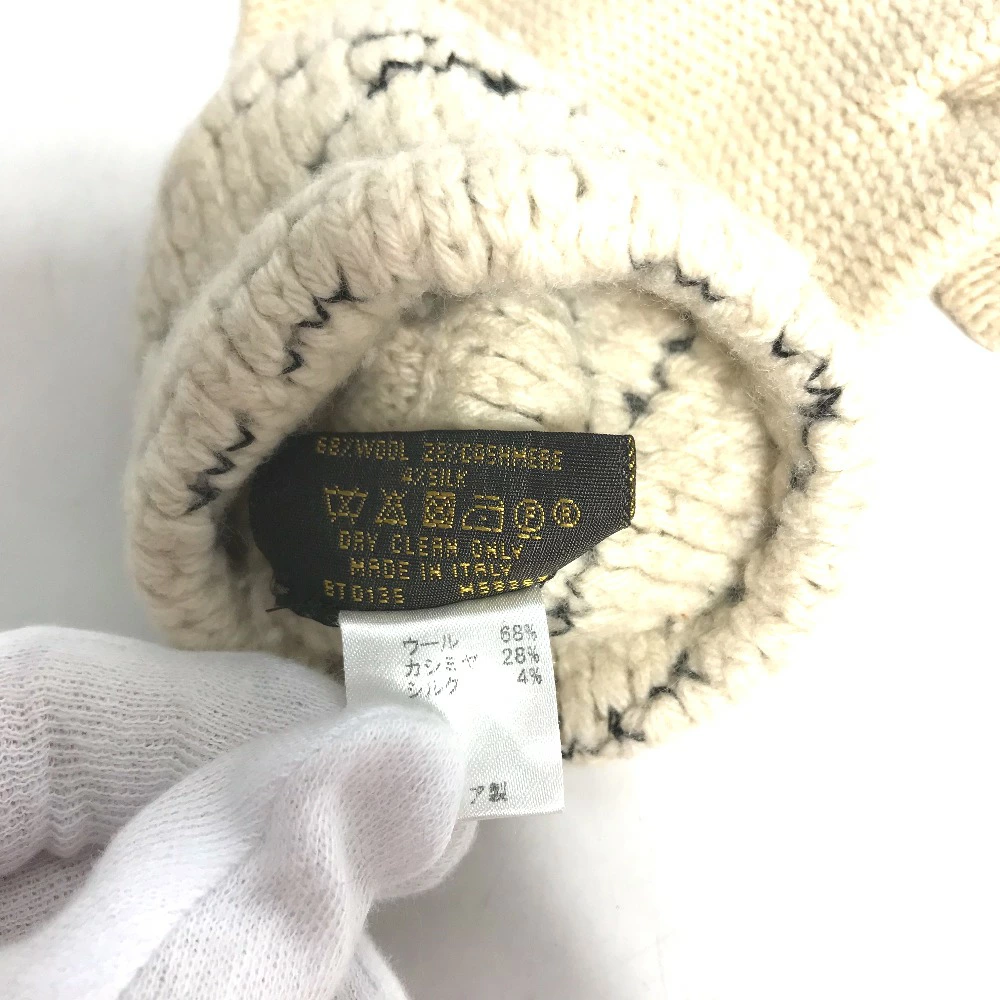 68%WOOL 28%CASHMERE
4%SILK
DRY CLEAN ONLY
MADE IN ITALY
BT0135
ウール 68%
カシミヤ 28%
シルク 4%
ア製